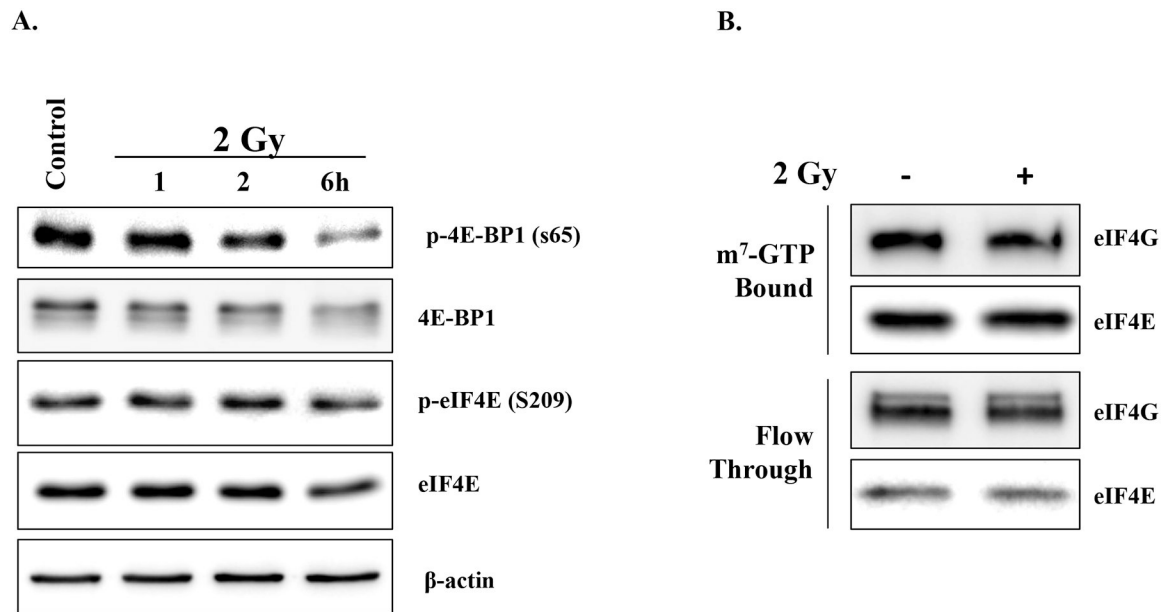 A.
Control
2 Gy
1 2 6h
p-4E-BP1 (s65)
4E-BP1
p-eIF4E (S209)
eIF4E
β-actin
B.
2 Gy - +
m⁷-GTP
Bound
eIF4G
eIF4E
Flow
Through
eIF4G
eIF4E